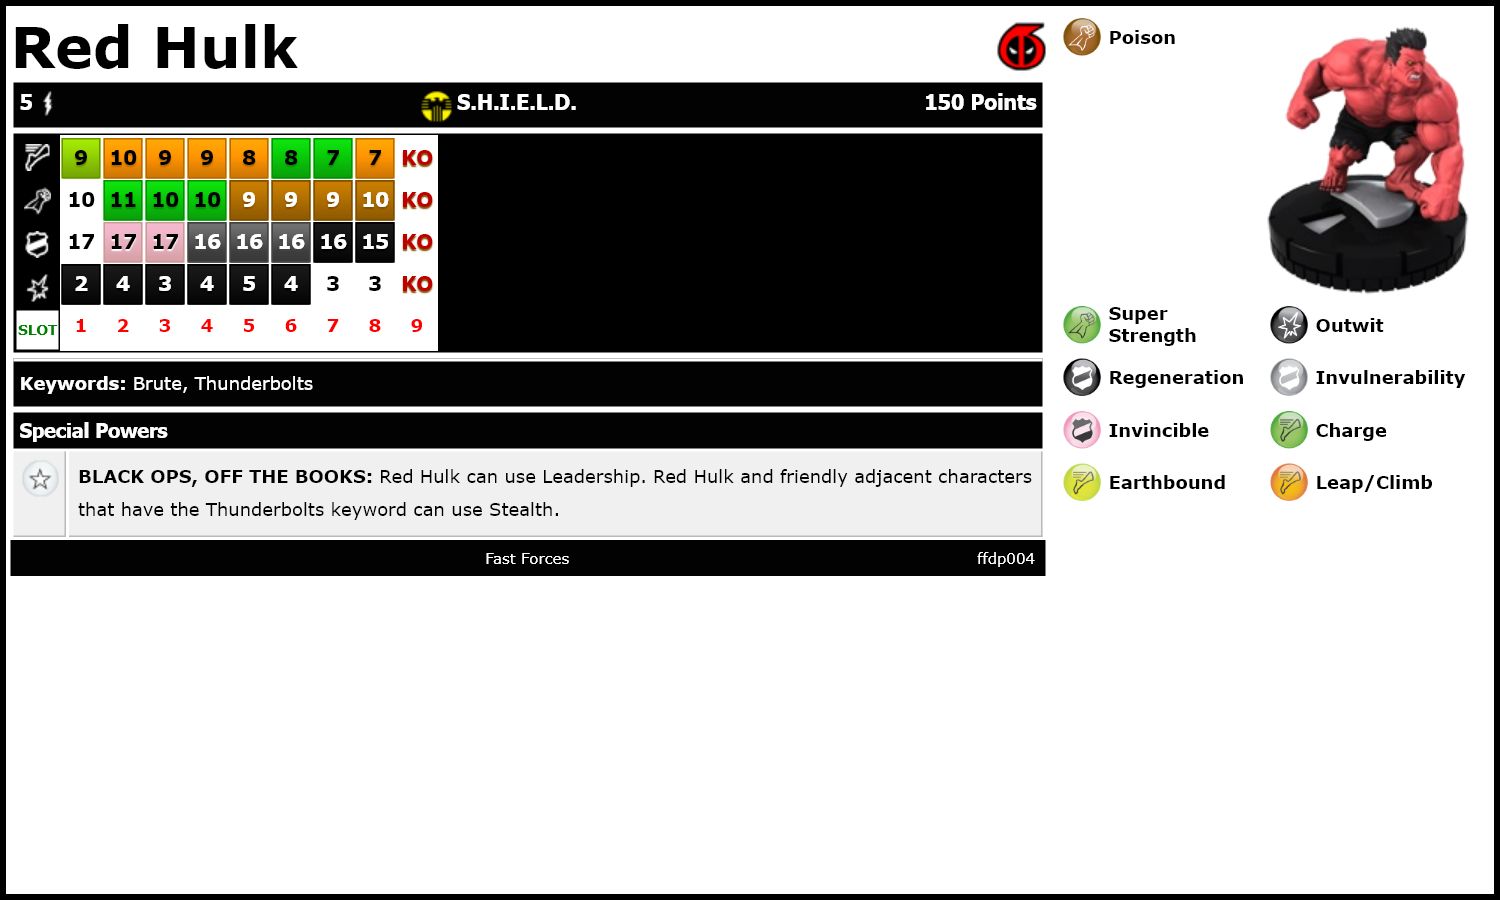 Red Hulk
5 S.H.I.E.L.D. 150 Points
9 10 9 9 8 8 7 7 KO
10 11 10 10 9 9 9 10 KO
17 17 17 16 16 16 16 15 KO
2 4 3 4 5 4 3 3 KO
SLOT 1 2 3 4 5 6 7 8 9
Keywords: Brute, Thunderbolts
Special Powers
BLACK OPS, OFF THE BOOKS: Red Hulk can use Leadership. Red Hulk and friendly adjacent characters
that have the Thunderbolts keyword can use Stealth.
Fast Forces ffdp004
Poison
Super
Strength
Outwit
Regeneration
Invulnerability
Invincible
Charge
Earthbound
Leap/Climb